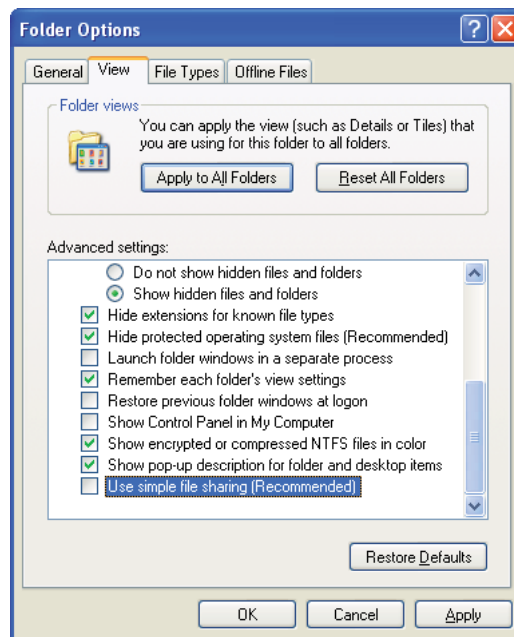 Folder Options
General View File Types Offline Files
Folder views
You can apply the view (such as Details or Tiles) that
you are using for this folder to all folders.
Apply to All Folders Reset All Folders
Advanced settings:
Do not show hidden files and folders
Show hidden files and folders
Hide extensions for known file types
Hide protected operating system files (Recommended)
Launch folder windows in a separate process
Remember each folder's view settings
Restore previous folder windows at logon
Show Control Panel in My Computer
Show encrypted or compressed NTFS files in color
Show pop-up description for folder and desktop items
Use simple file sharing (Recommended)
Restore Defaults
OK Cancel Apply